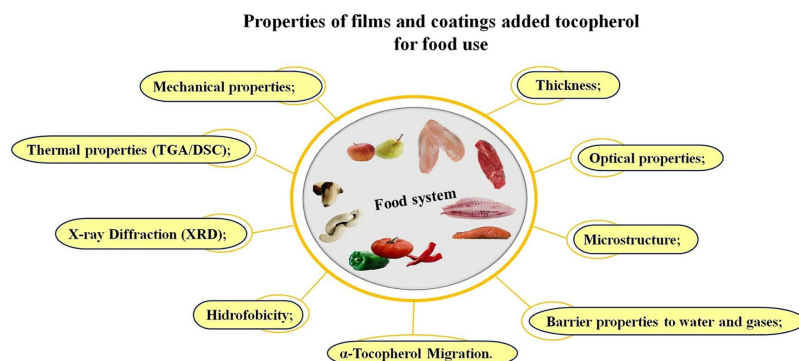 Properties of films and coatings added tocopherol
for food use
Mechanical properties;
Thickness;
Thermal properties (TGA/DSC);
Optical properties;
Food system
X-ray Diffraction (XRD);
Microstructure;
Hidrofobicity;
Barrier properties to water and gases;
α-Tocopherol Migration.